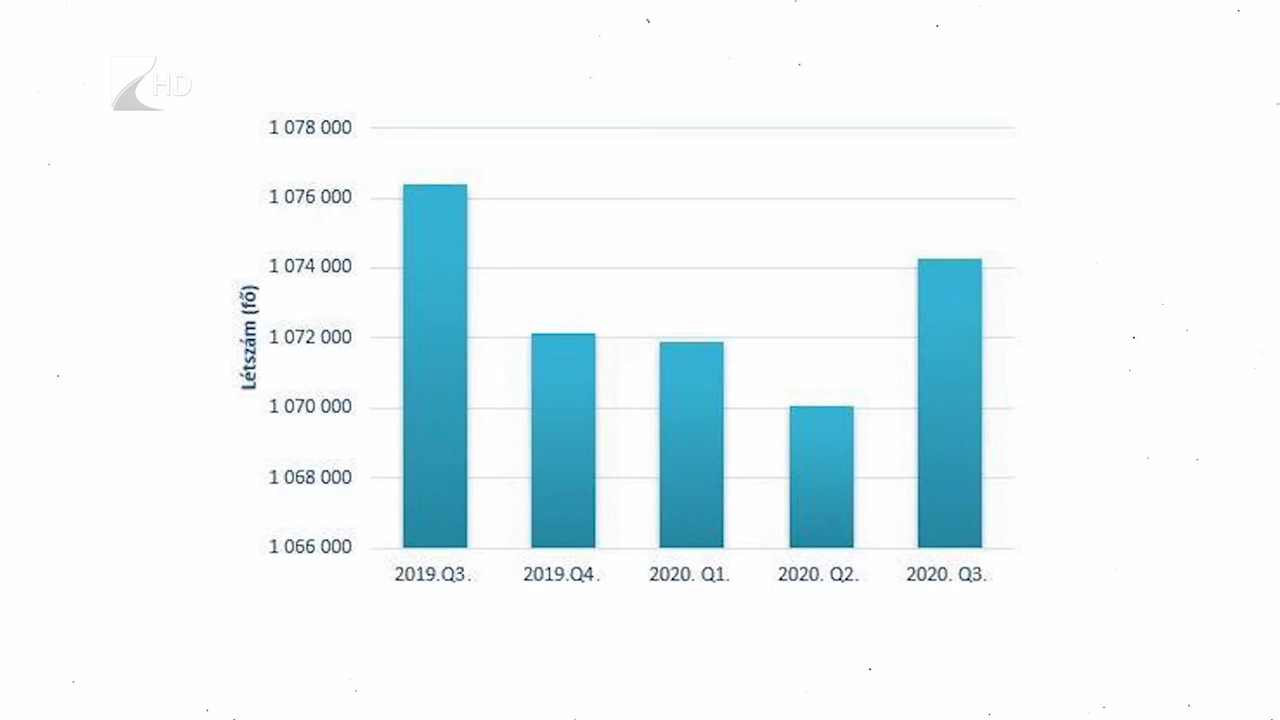 HD
1 078 000
1 076 000
1 074 000
1 072 000
1 070 000
1 068 000
1 066 000
Létszám (fő)
2019.Q3. 2019.Q4. 2020. Q1. 2020. Q2. 2020. Q3.